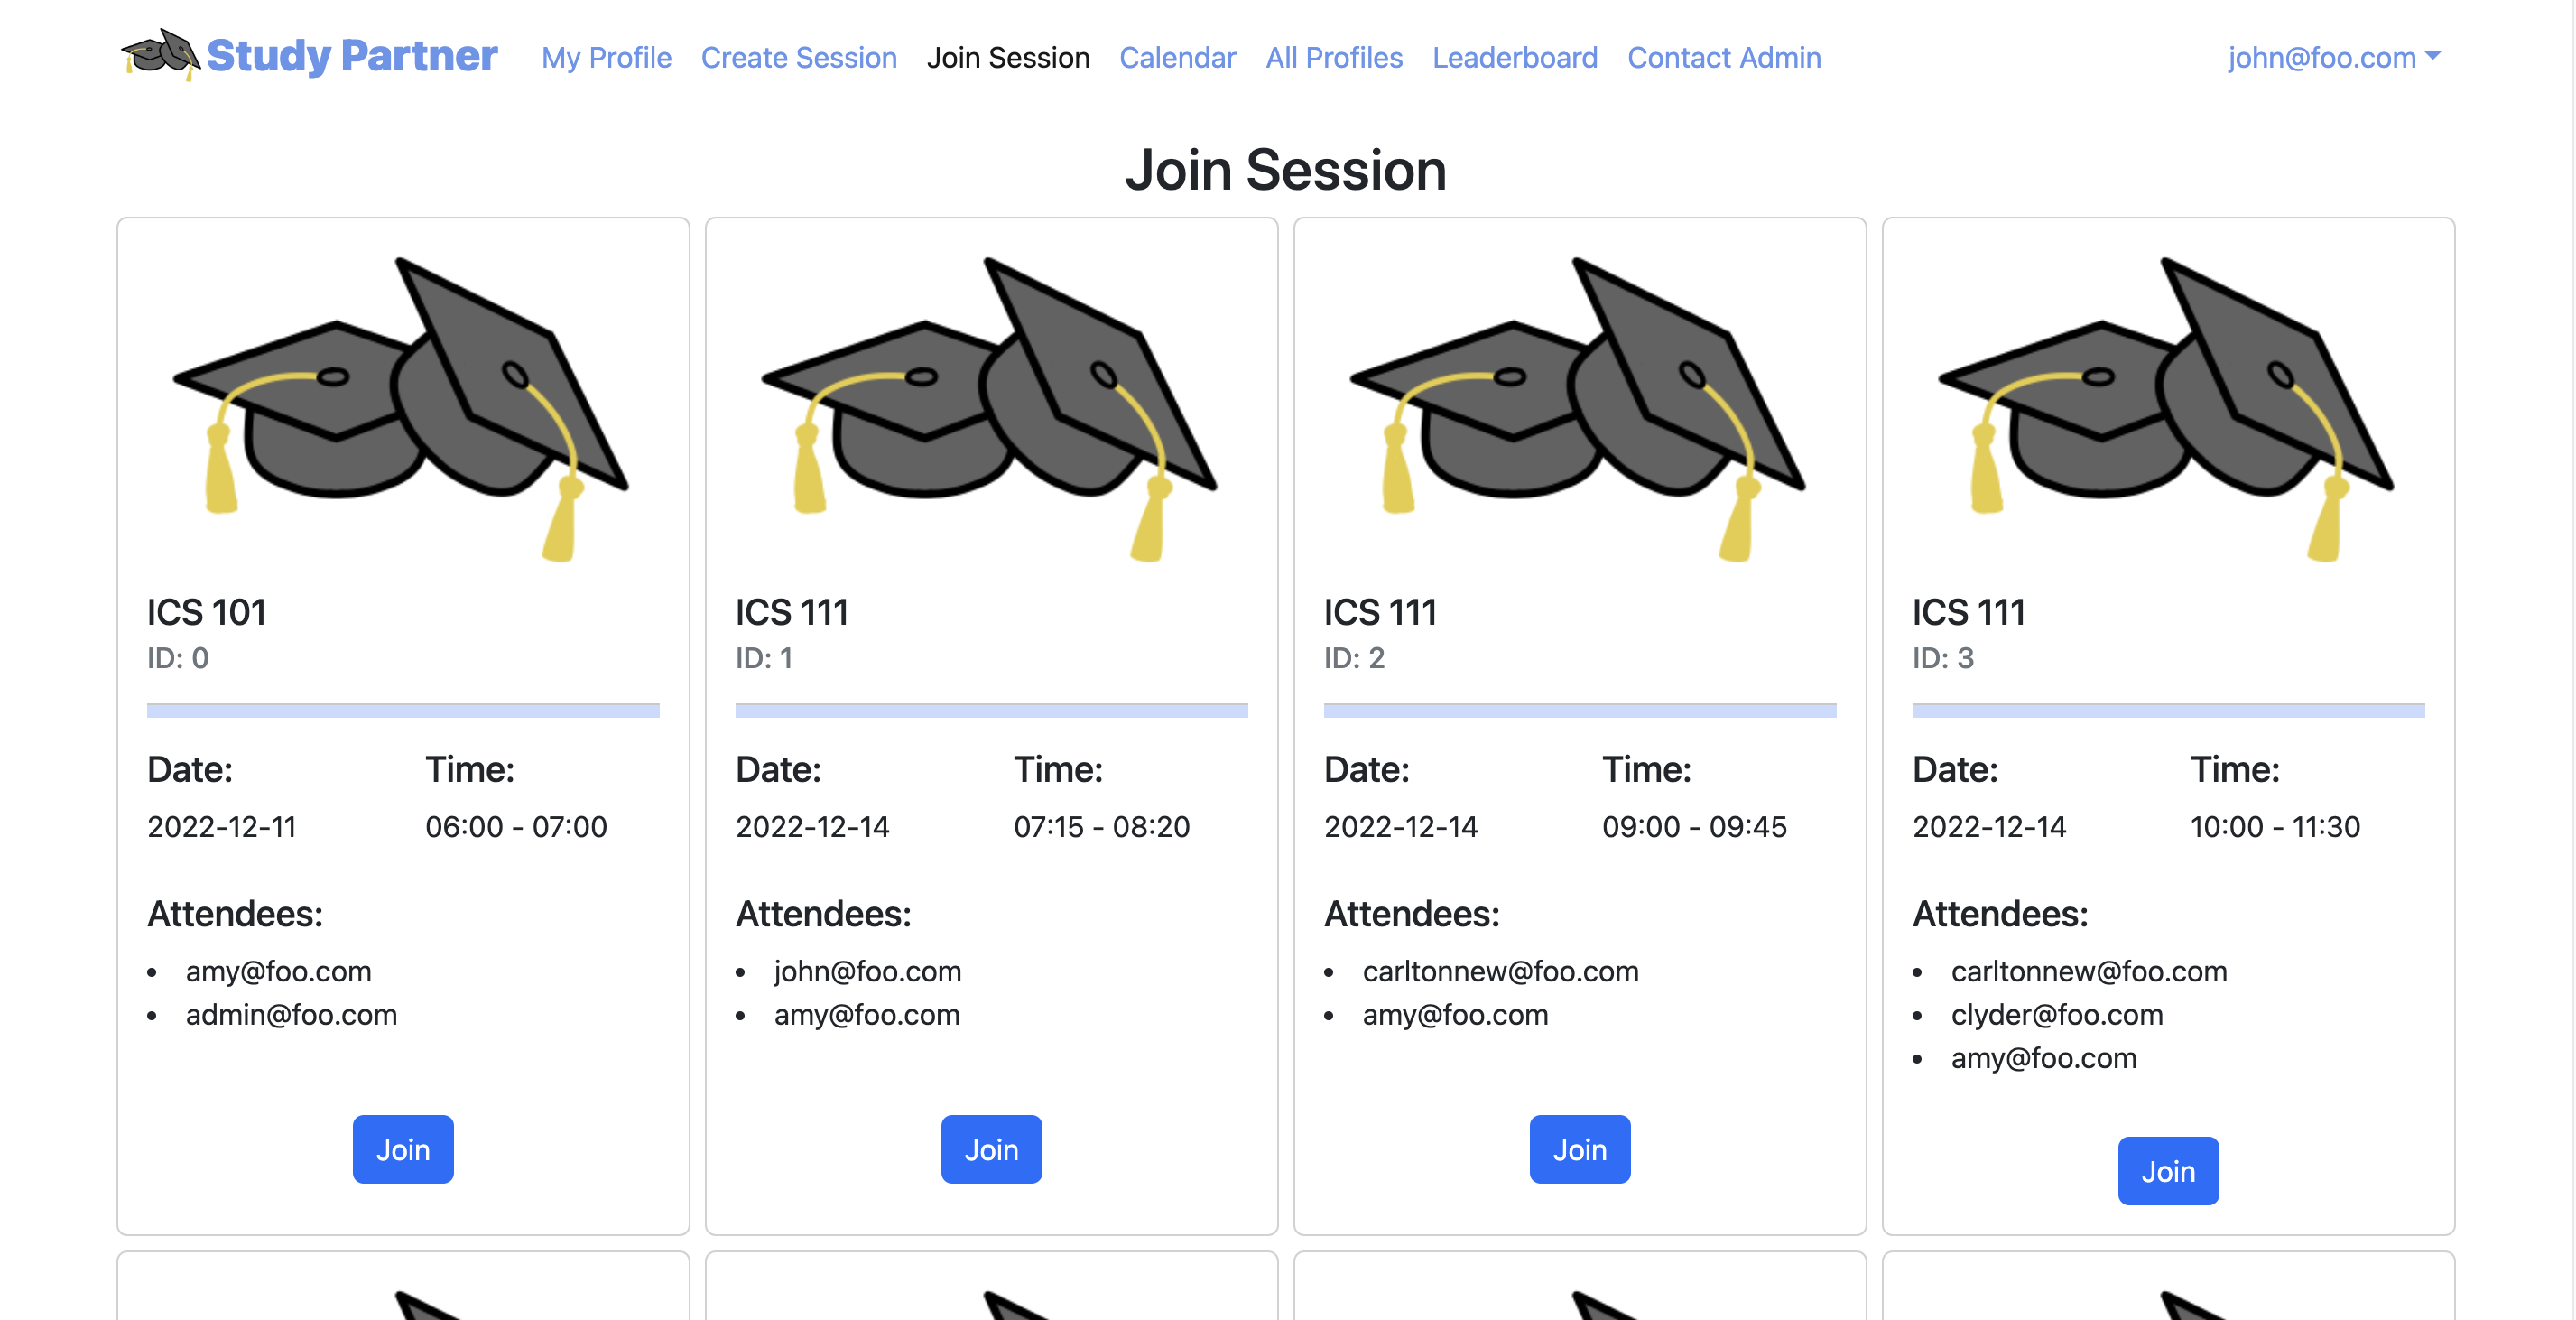 Study Partner My Profile Create Session Join Session Calendar All Profiles Leaderboard Contact Admin john@foo.com
Join Session
ICS 101
ID: 0
Date: Time:
2022-12-11 06:00 - 07:00
Attendees:
• amy@foo.com
• admin@foo.com
Join
ICS 111
ID: 1
Date: Time:
2022-12-14 07:15 - 08:20
Attendees:
• john@foo.com
• amy@foo.com
Join
ICS 111
ID: 2
Date: Time:
2022-12-14 09:00 - 09:45
Attendees:
• carltonnew@foo.com
• amy@foo.com
Join
ICS 111
ID: 3
Date: Time:
2022-12-14 10:00 - 11:30
Attendees:
• carltonnew@foo.com
• clyder@foo.com
• amy@foo.com
Join